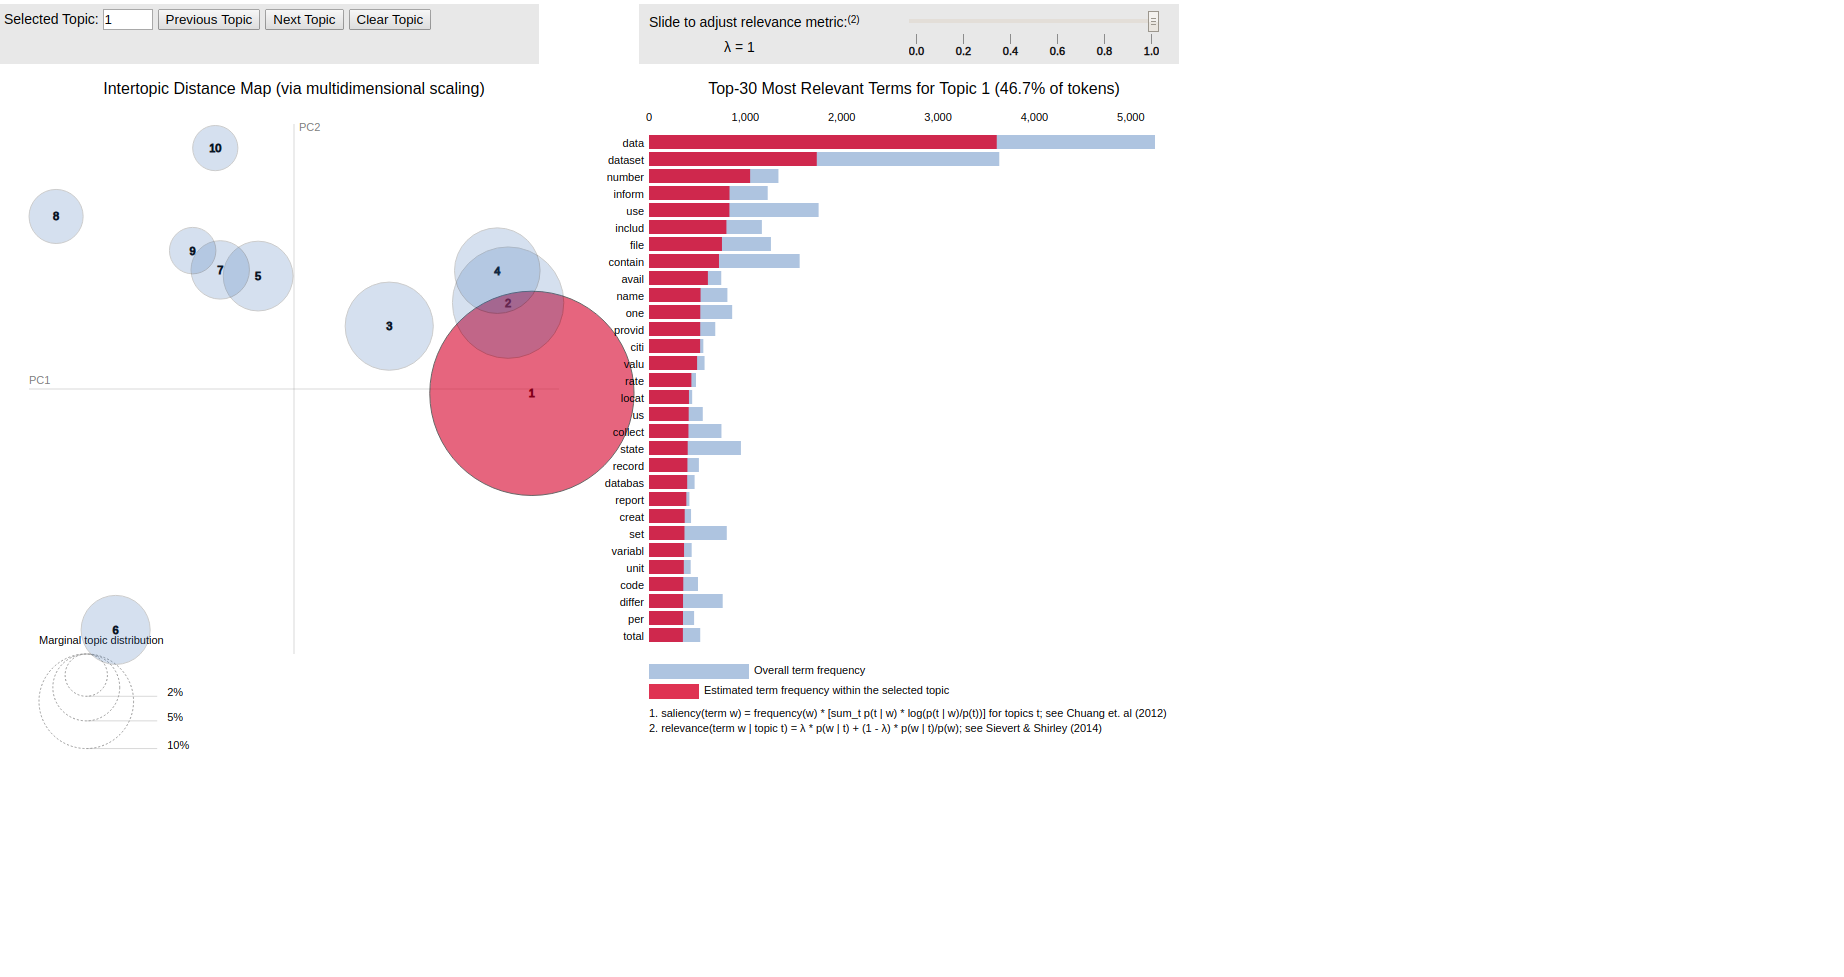 Selected Topic: 1 Previous Topic Next Topic Clear Topic
Slide to adjust relevance metric:(2)
λ = 1
0.0 0.2 0.4 0.6 0.8 1.0
Intertopic Distance Map (via multidimensional scaling)
PC2
PC1
10
8
9
7
5
4
2
3
1
6
Marginal topic distribution
2%
5%
10%
Top-30 Most Relevant Terms for Topic 1 (46.7% of tokens)
0 1,000 2,000 3,000 4,000 5,000
data
dataset
number
inform
use
includ
file
contain
avail
name
one
provid
citi
valu
rate
locat
us
collect
state
record
databas
report
creat
set
variabl
unit
code
differ
per
total
Overall term frequency
Estimated term frequency within the selected topic
1. saliency(term w) = frequency(w) * [sum_t p(t | w) * log(p(t | w)/p(t))] for topics t; see Chuang et. al (2012)
2. relevance(term w | topic t) = λ * p(w | t) + (1 - λ) * p(w | t)/p(w); see Sievert & Shirley (2014)